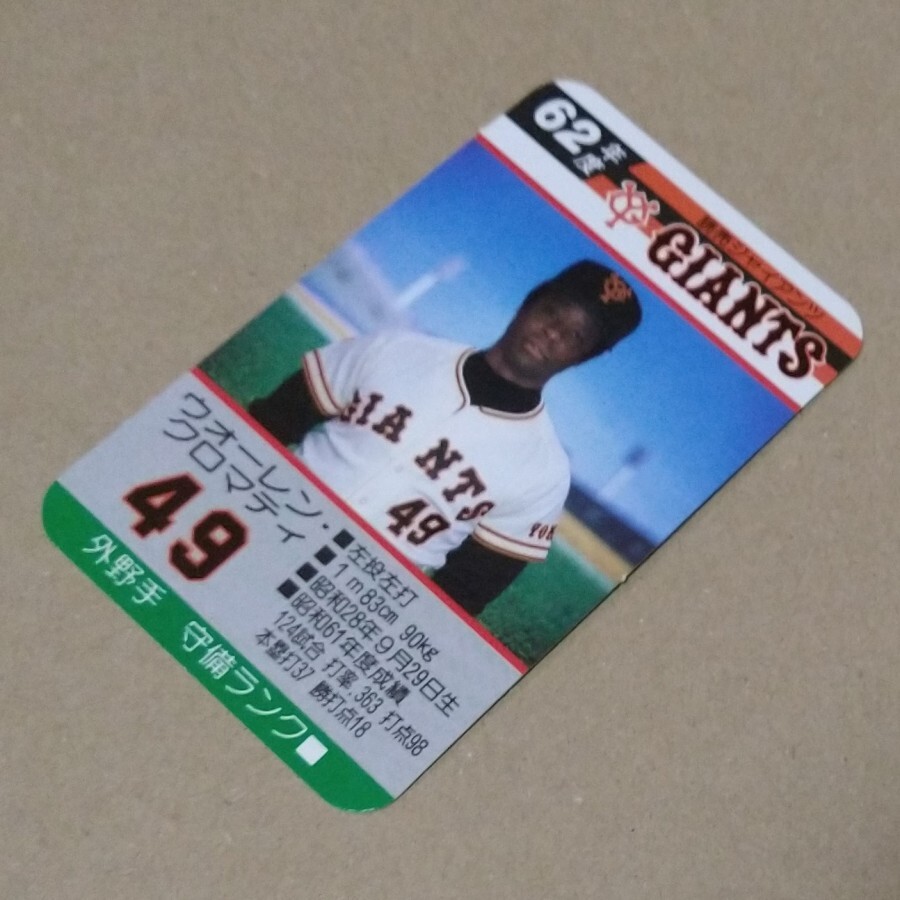 62年度
読売ジャイアンツ
GIANTS
GIANTS
49
YOM
ウォーレン・
クロマティ
49
■左投左打
■1m83cm 90kg
■昭和28年9月29日生
■昭和61年度成績
124試合 打率.363 打点98
本塁打37 勝打点18
外野手 守備ランク■